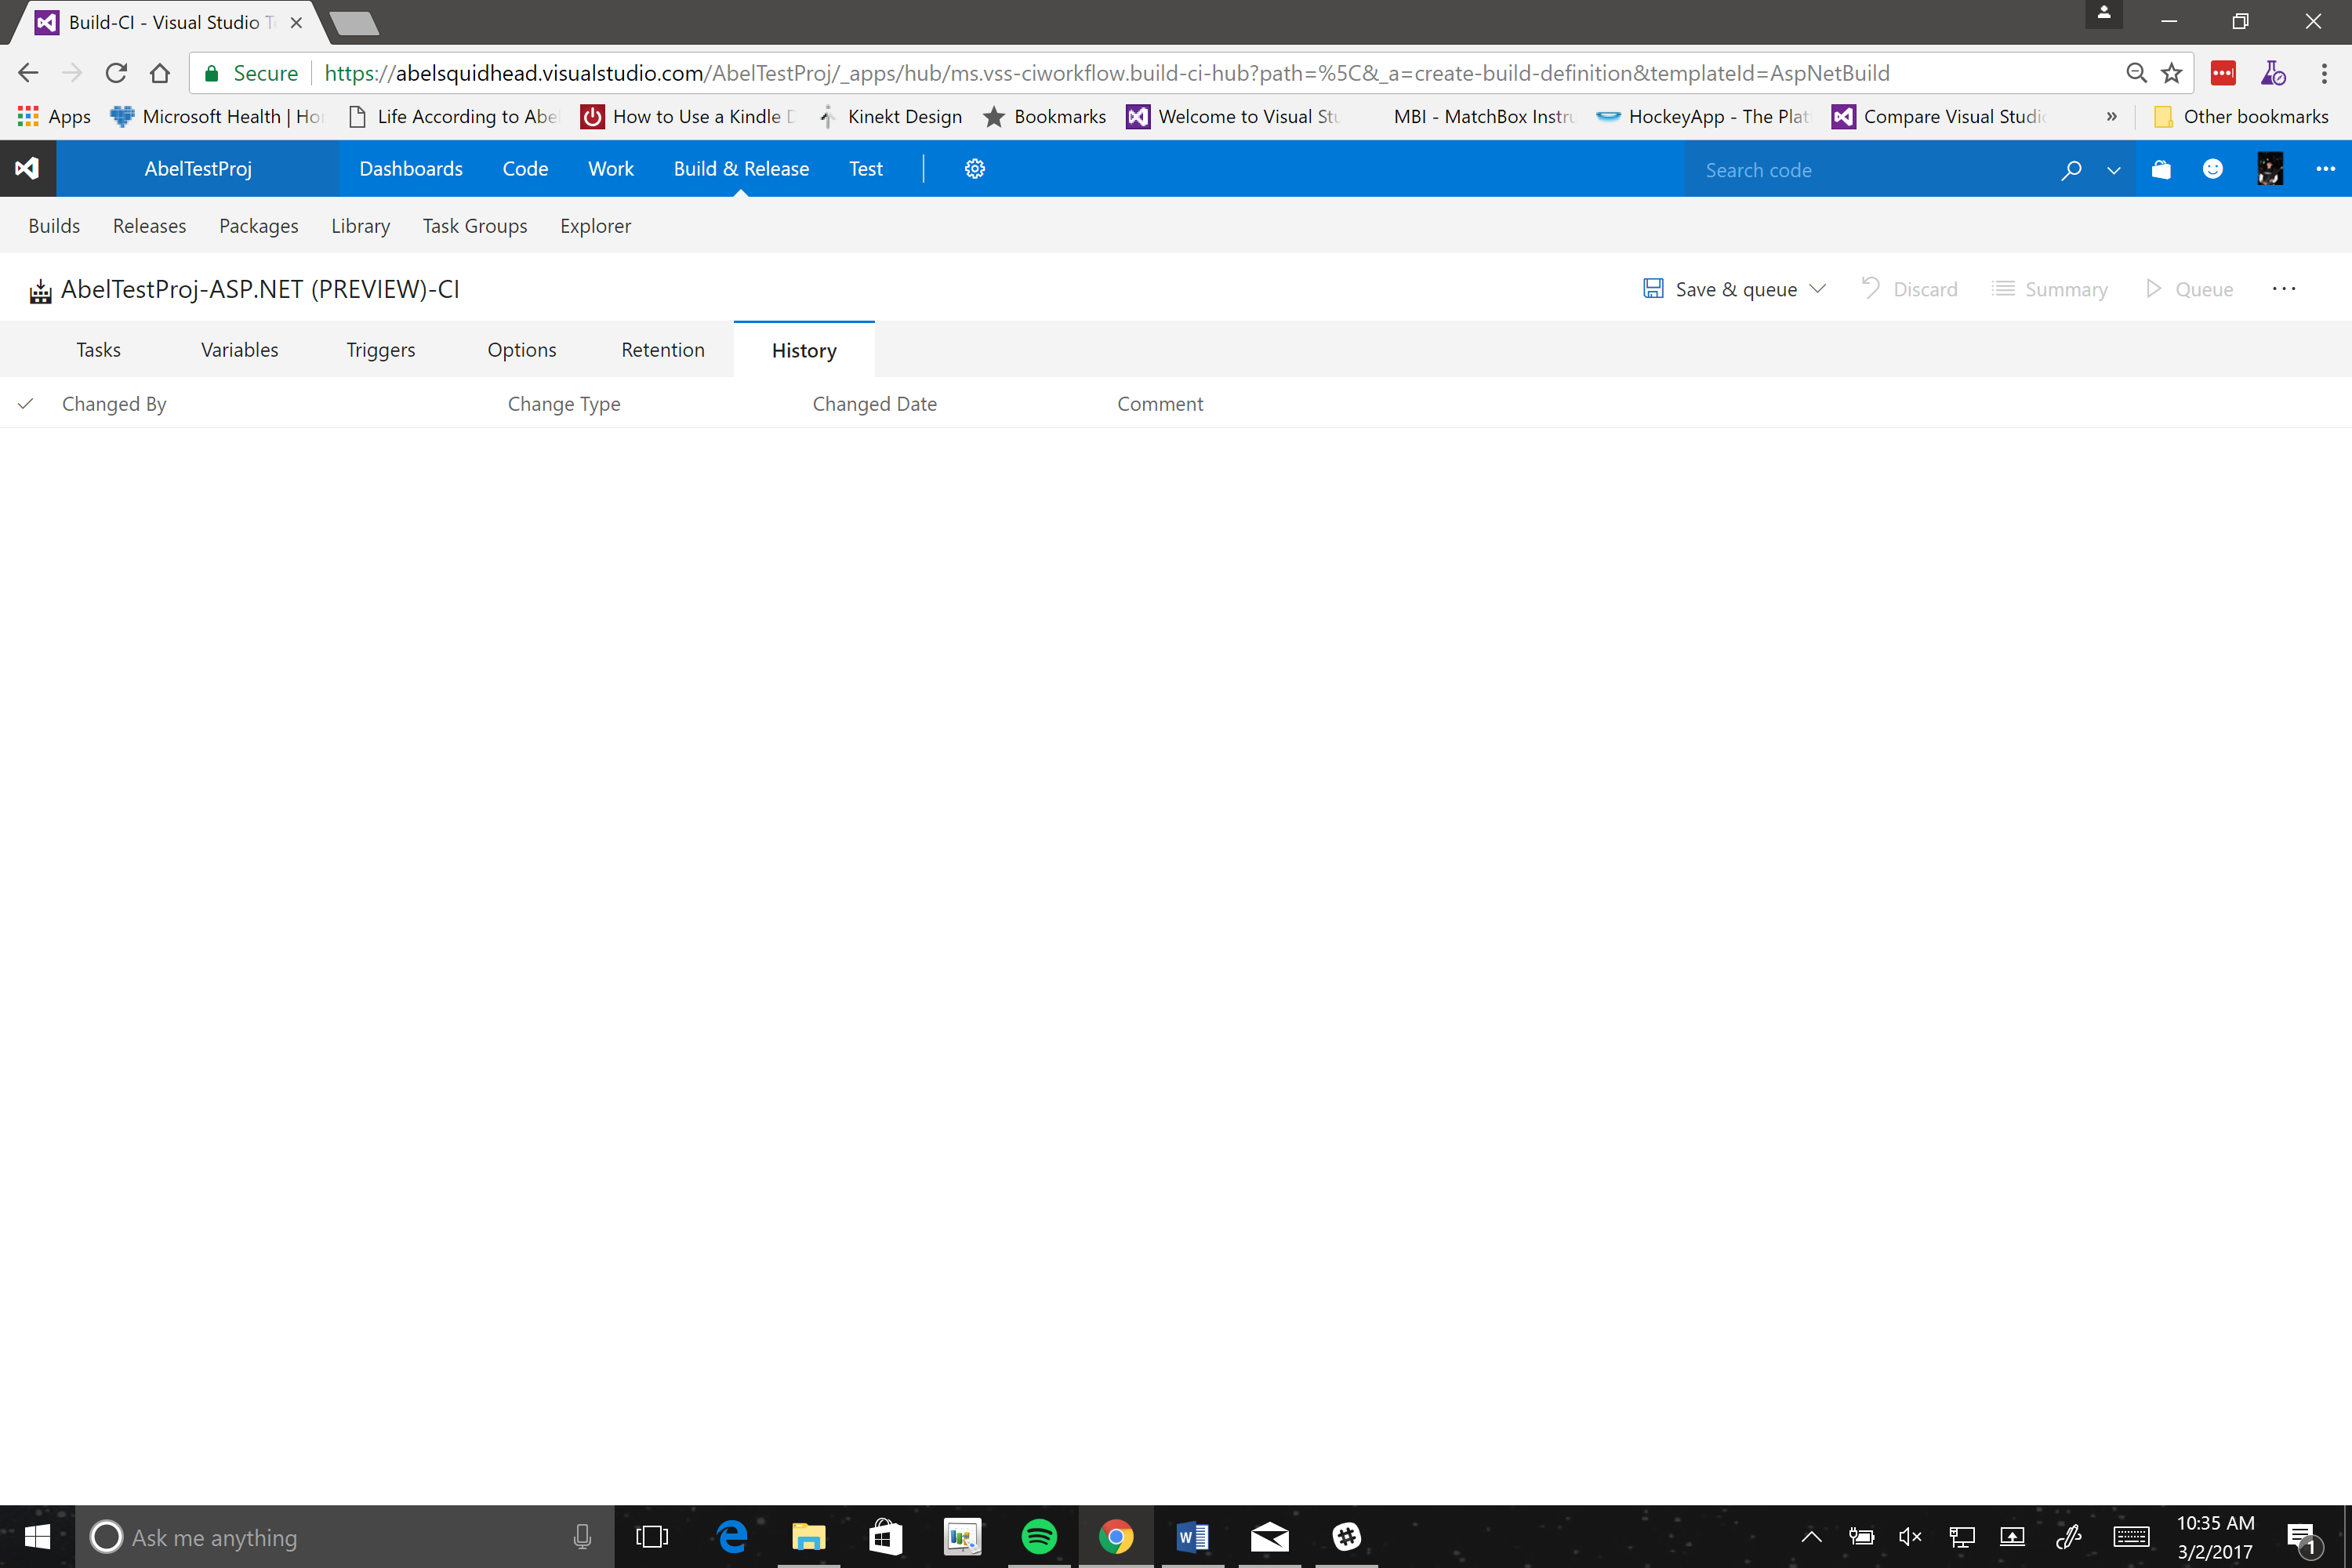 Build-CI - Visual Studio T
Secure https://abelsquidhead.visualstudio.com/AbelTestProj/_apps/hub/ms.vss-ciworkflow.build-ci-hub?path=%5C&_a=create-build-definition&templateId=AspNetBuild
Apps Microsoft Health | Ho Life According to Abe How to Use a Kindle Kinekt Design Bookmarks Welcome to Visual Stu MBI - MatchBox Instru HockeyApp - The Plat Compare Visual Studi » Other bookmarks
AbelTestProj Dashboards Code Work Build & Release Test Search code
Builds Releases Packages Library Task Groups Explorer
AbelTestProj-ASP.NET (PREVIEW)-CI Save & queue Discard Summary Queue ...
Tasks Variables Triggers Options Retention History
Changed By Change Type Changed Date Comment
Ask me anything
10:35 AM
3/2/2017
1